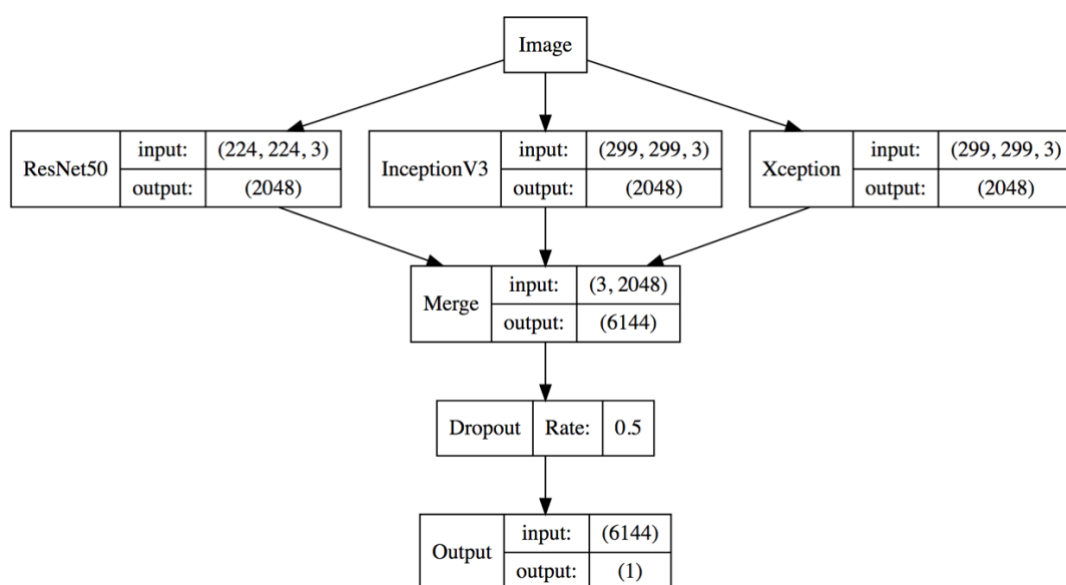 Image
ResNet50
input: (224, 224, 3)
output: (2048)
InceptionV3
input: (299, 299, 3)
output: (2048)
Xception
input: (299, 299, 3)
output: (2048)
Merge
input: (3, 2048)
output: (6144)
Dropout Rate: 0.5
Output
input: (6144)
output: (1)